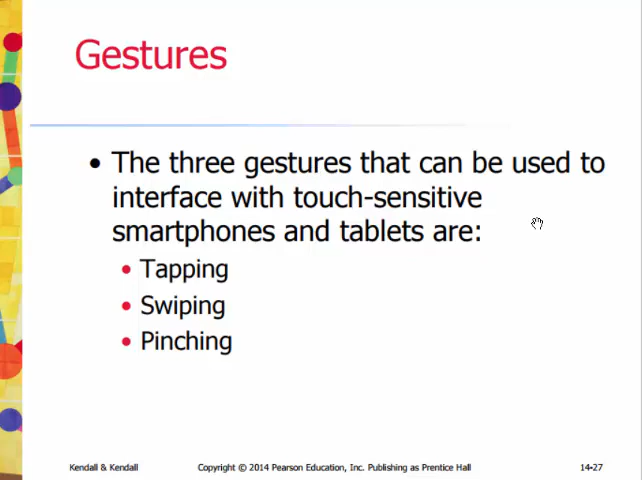 Gestures
• The three gestures that can be used to
interface with touch-sensitive
smartphones and tablets are:
• Tapping
• Swiping
• Pinching
Kendall & Kendall Copyright © 2014 Pearson Education, Inc. Publishing as Prentice Hall 14-27